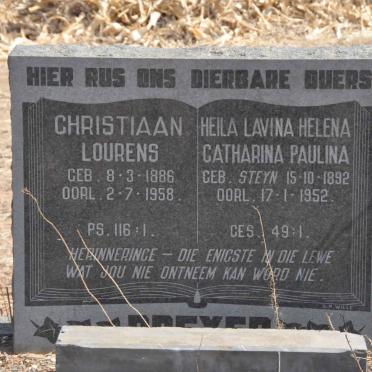 HIER RUS ONS DIERBARE OUERS
CHRISTIAAN
LOURENS
GEB. 8-3-1886
OORL. 2-7-1958.
PS. 116:1.
HEILA LAVINA HELENA
CATHARINA PAULINA
GEB. STEYN 15-10-1892
OORL. 17-1-1952.
GES. 49:1.
HERINNERINGE – DIE ENIGSTE IN DIE LEWE
WAT JOU NIE ONTNEEM KAN WORD NIE.
DREYER